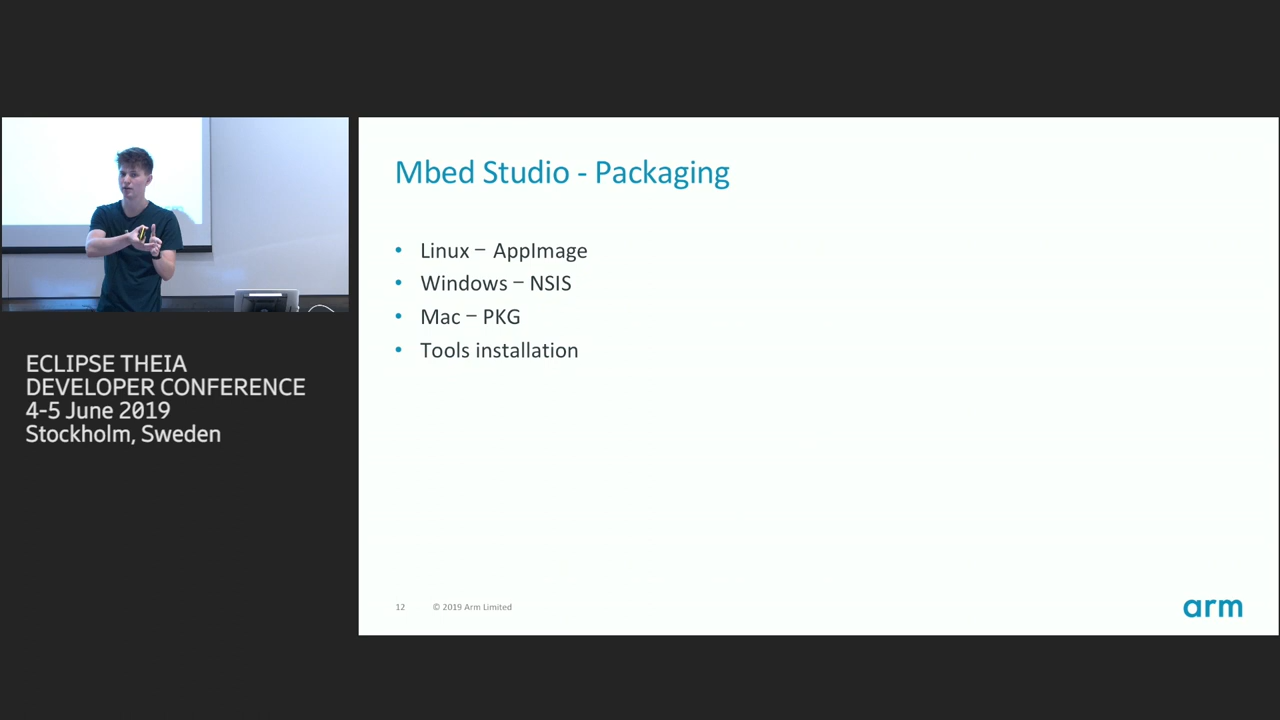 Mbed Studio - Packaging
• Linux – AppImage
• Windows – NSIS
• Mac – PKG
• Tools installation
ECLIPSE THEIA
DEVELOPER CONFERENCE
4-5 June 2019
Stockholm, Sweden
12 © 2019 Arm Limited
arm